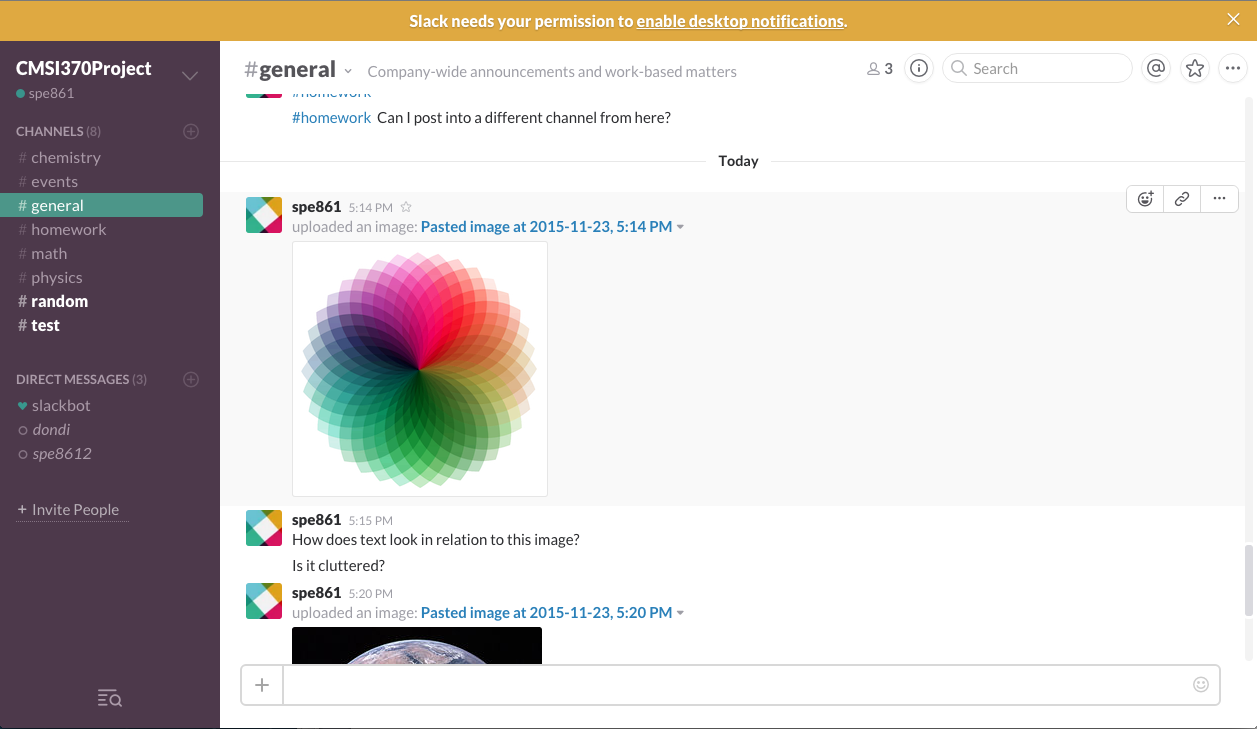 Slack needs your permission to enable desktop notifications.
CMSI370Project
spe861
CHANNELS (8)
# chemistry
# events
# general
# homework
# math
# physics
# random
# test
DIRECT MESSAGES (3)
slackbot
dondi
spe8612
+ Invite People
#general
Company-wide announcements and work-based matters
3
Search
#homework
#homework Can I post into a different channel from here?
Today
spe861 5:14 PM
uploaded an image: Pasted image at 2015-11-23, 5:14 PM
spe861 5:15 PM
How does text look in relation to this image?
Is it cluttered?
spe861 5:20 PM
uploaded an image: Pasted image at 2015-11-23, 5:20 PM